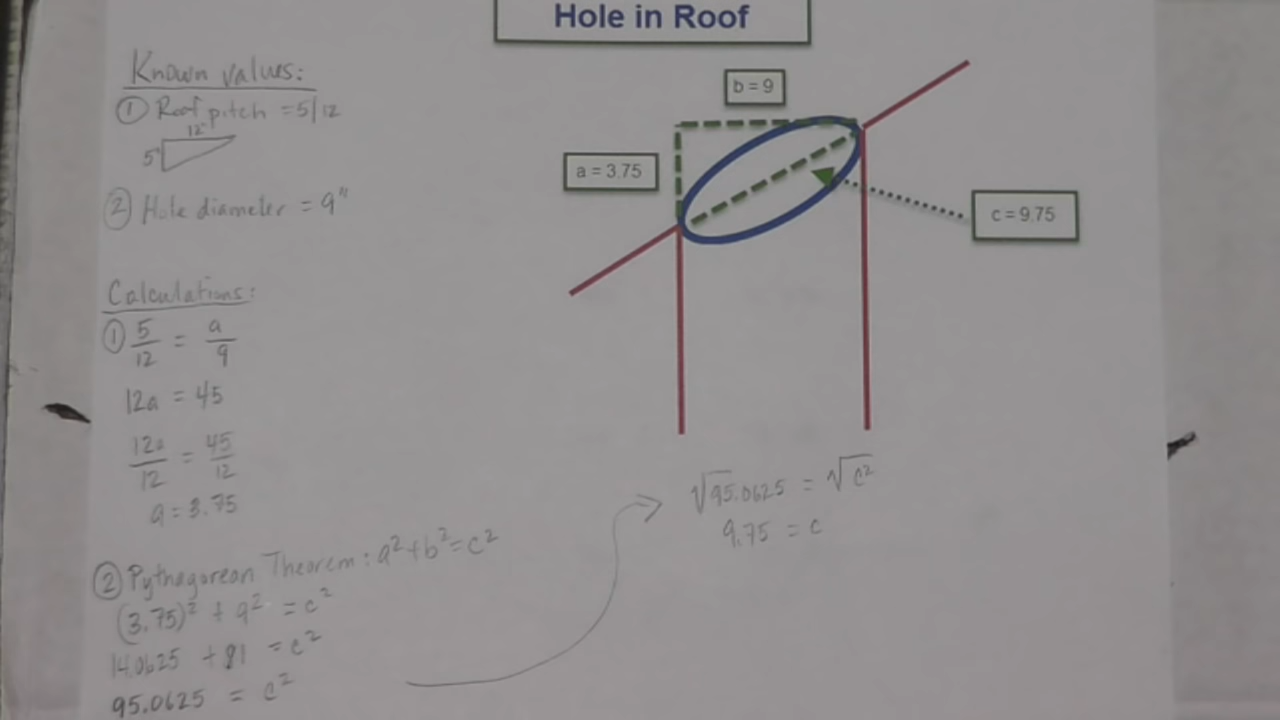 Hole in Roof
Known values:
① Roof pitch = 5/12
12"
5"
② Hole diameter = 9"
Calculations:
① 5/12 = a/9
12a = 45
12a/12 = 45/12
a = 3.75
② Pythagorean Theorem: a² + b² = c²
(3.75)² + 9² = c²
14.0625 + 81 = c²
95.0625 = c²
√95.0625 = √c²
9.75 = c
b = 9
a = 3.75
c = 9.75